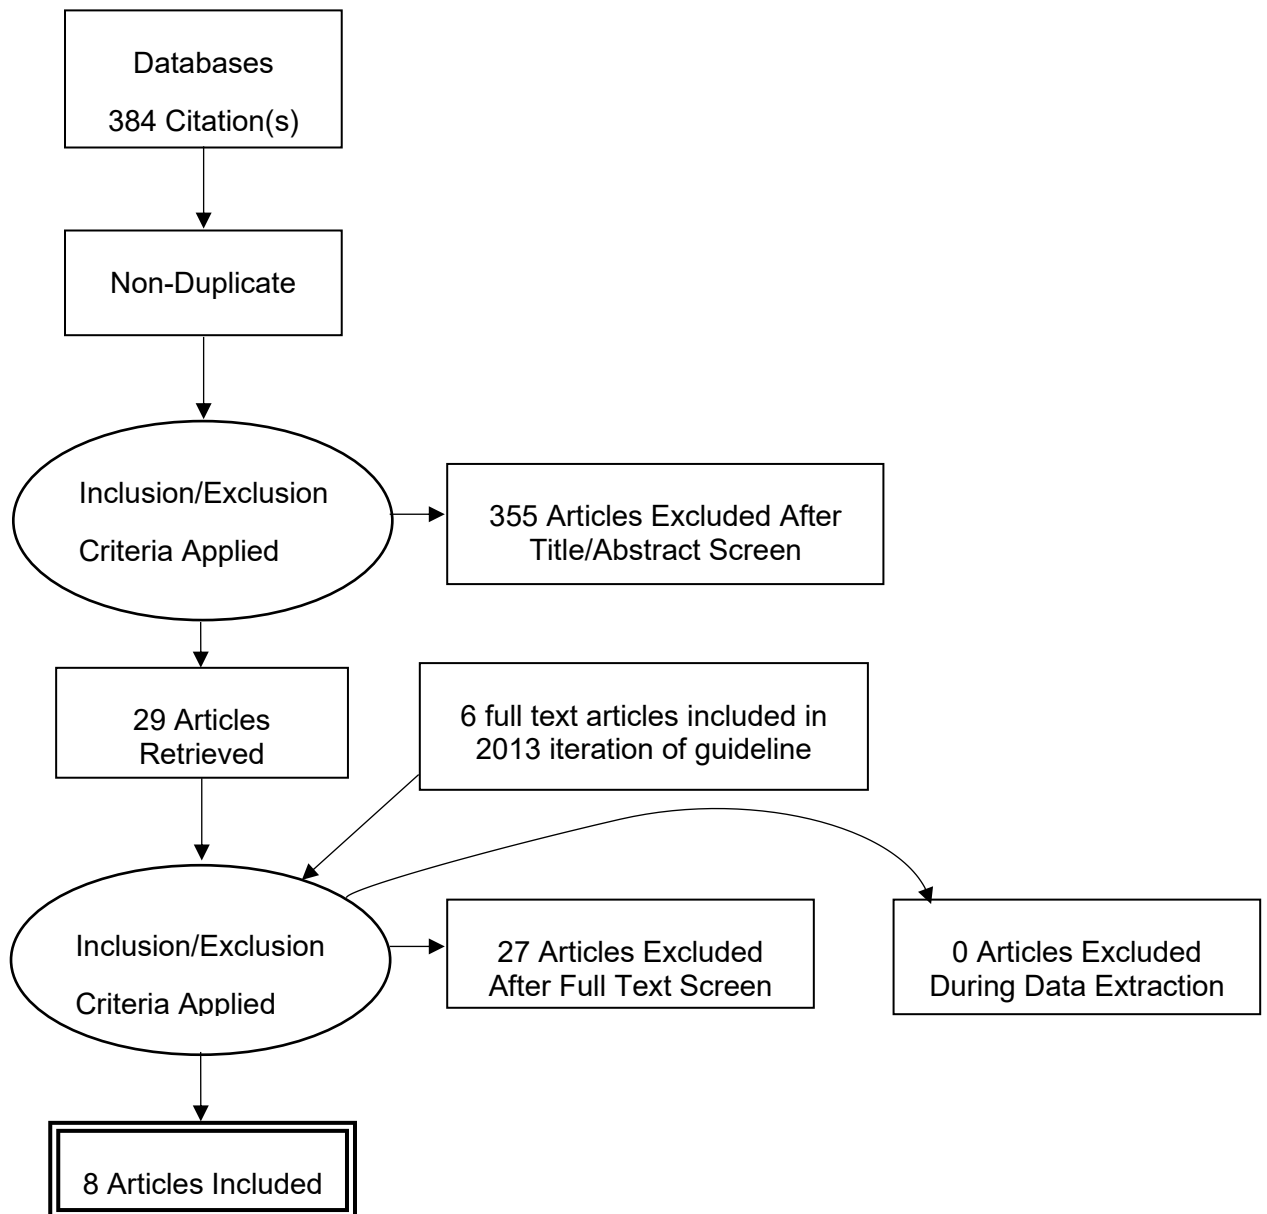 Databases
384 Citation(s)
Non-Duplicate
Inclusion/Exclusion
Criteria Applied
355 Articles Excluded After
Title/Abstract Screen
29 Articles
Retrieved
6 full text articles included in
2013 iteration of guideline
Inclusion/Exclusion
Criteria Applied
27 Articles Excluded
After Full Text Screen
0 Articles Excluded
During Data Extraction
8 Articles Included